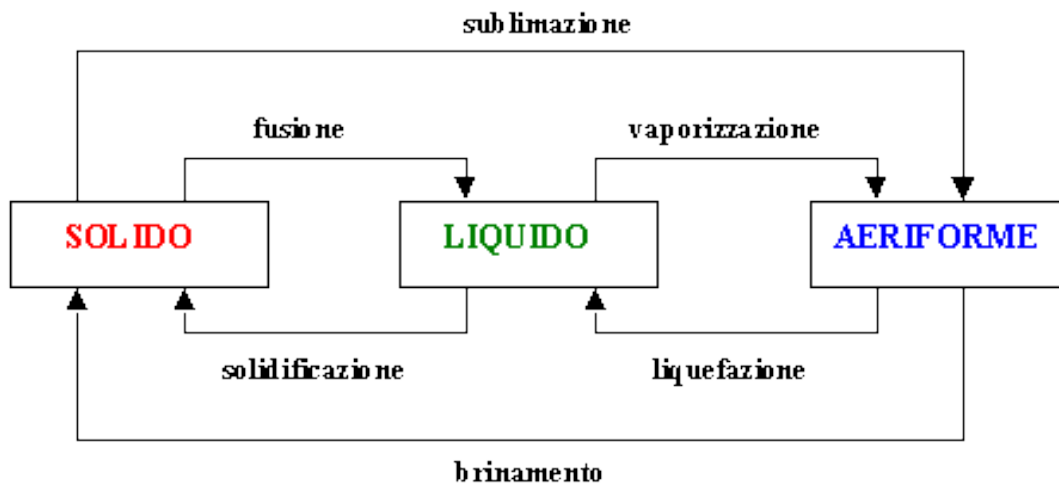 sublimazione
fusione vaporizzazione
SOLIDO LIQUIDO AERIFORME
solidificazione liquefazione
brinamento